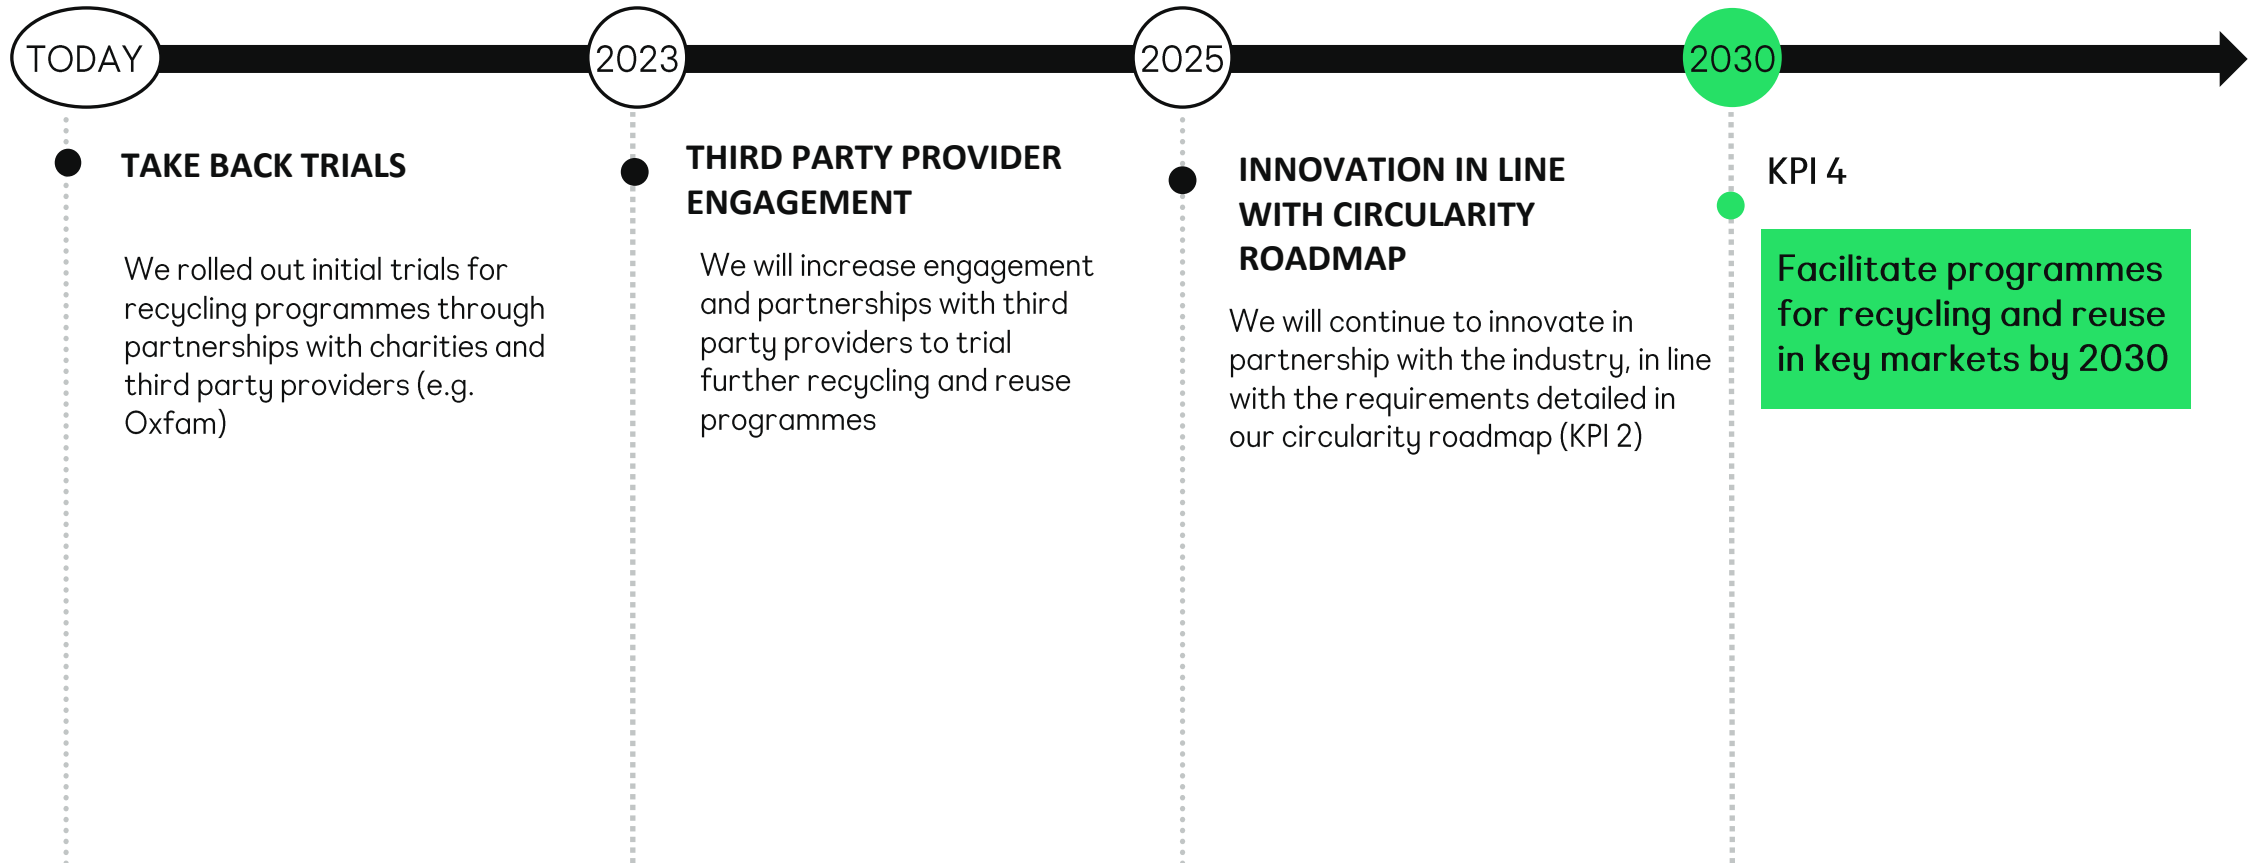 TODAY
2023
2025
2030
TAKE BACK TRIALS
We rolled out initial trials for
recycling programmes through
partnerships with charities and
third party providers (e.g.
Oxfam)
THIRD PARTY PROVIDER
ENGAGEMENT
We will increase engagement
and partnerships with third
party providers to trial
further recycling and reuse
programmes
INNOVATION IN LINE
WITH CIRCULARITY
ROADMAP
We will continue to innovate in
partnership with the industry, in line
with the requirements detailed in
our circularity roadmap (KPI 2)
KPI 4
Facilitate programmes
for recycling and reuse
in key markets by 2030